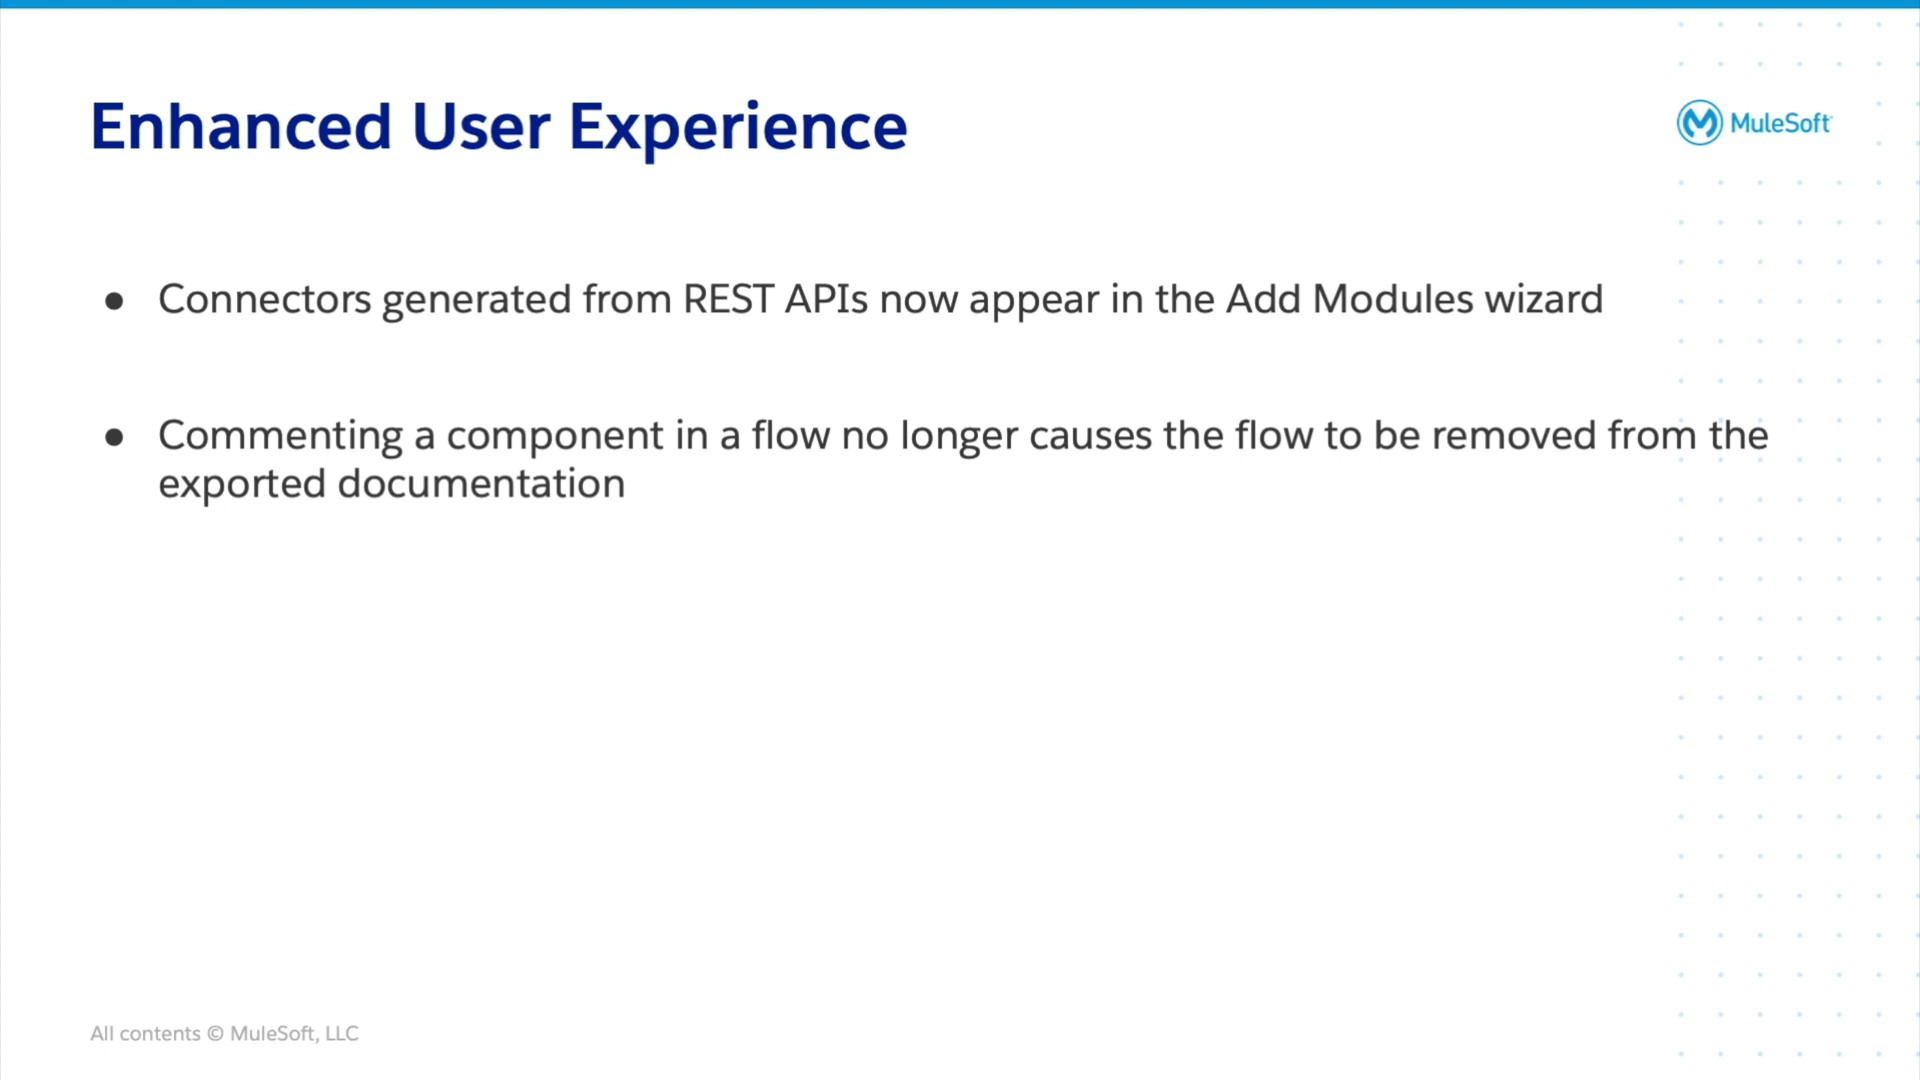 Enhanced User Experience
MuleSoft
● Connectors generated from REST APIs now appear in the Add Modules wizard
● Commenting a component in a flow no longer causes the flow to be removed from the
exported documentation
All contents © MuleSoft, LLC